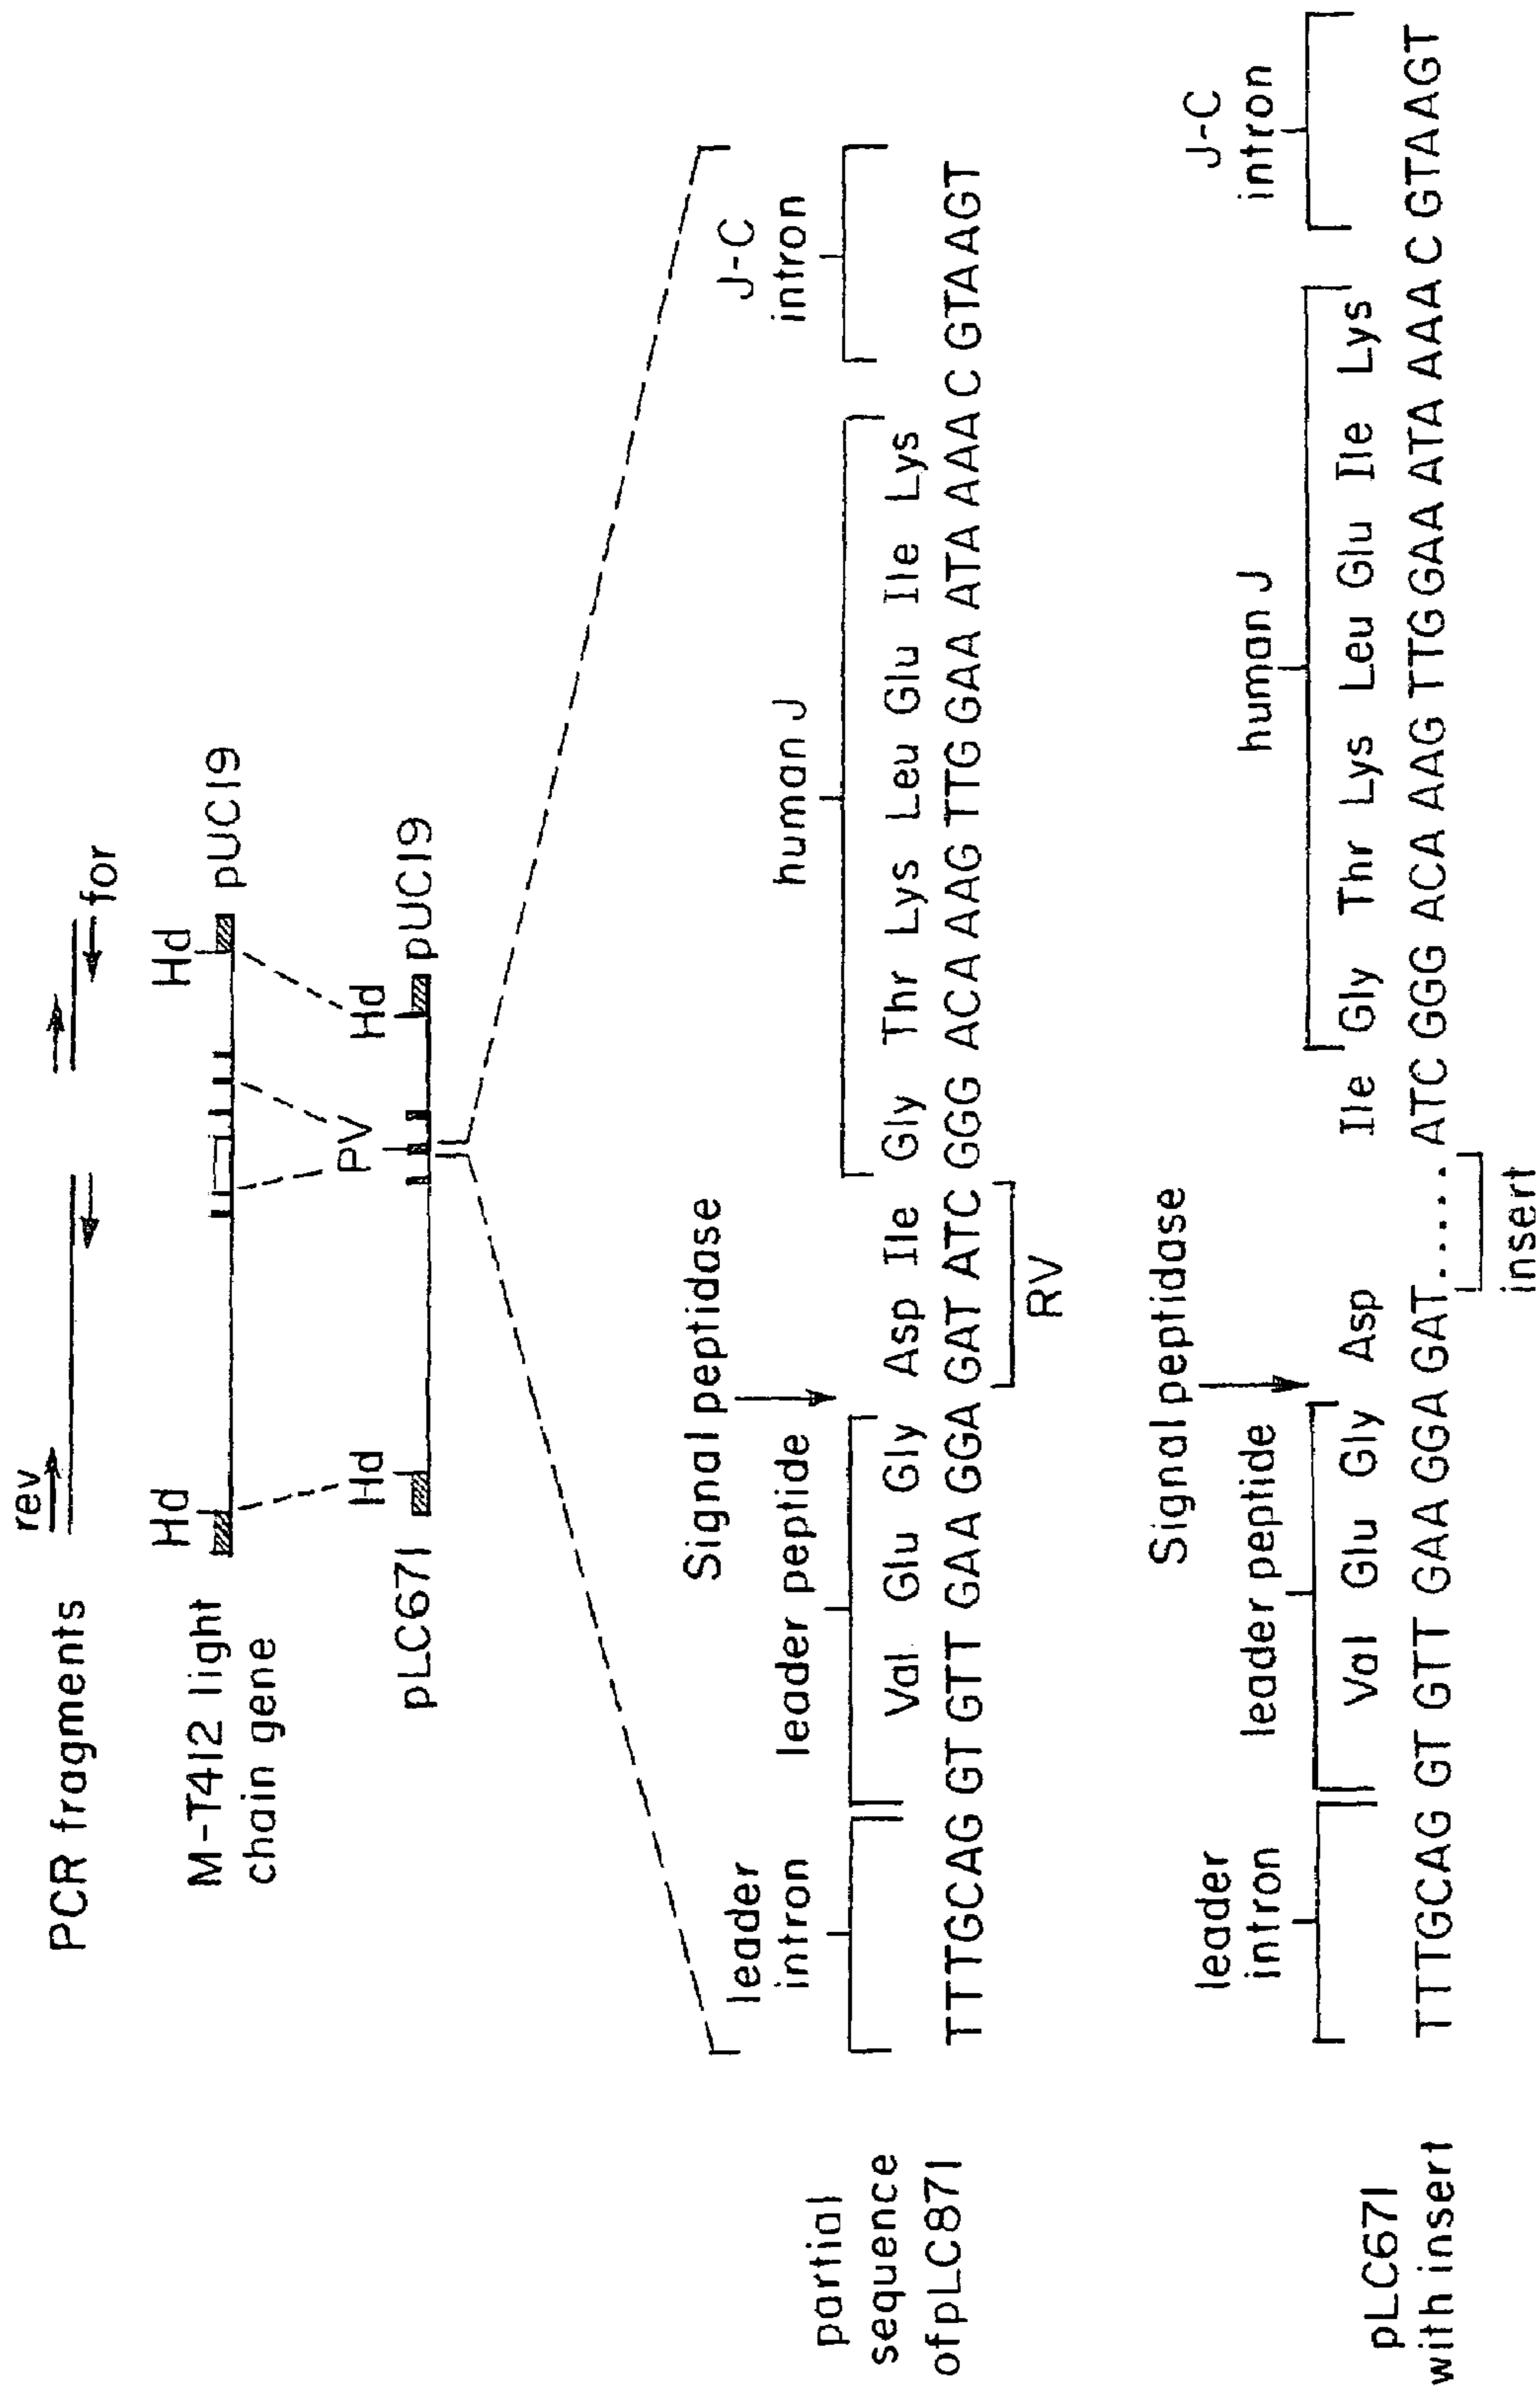 PCR fragments
rev
for
M-T412 light
chain gene
Hd
Hd
pUC19
PV
pLC671
Hd
Hd
pUC19
partial
sequence
of pLC871
leader
intron
leader peptide
Signal peptidase
human J
J-C
intron
Val Glu Gly Asp Ile Gly Thr Lys Leu Glu Ile Lys
TTTGCAG GT GTT GAA GGA GAT ATC GGG ACA AAG TTG GAA ATA AAA C GTAAGT
RV
pLC671
with insert
leader
intron
leader peptide
Signal peptidase
human J
J-C
intron
Val Glu Gly Asp Ile Gly Thr Lys Leu Glu Ile Lys
TTTGCAG GT GTT GAA GGA GAT..... ATC GGG ACA AAG TTG GAA ATA AAA C GTAAGT
insert